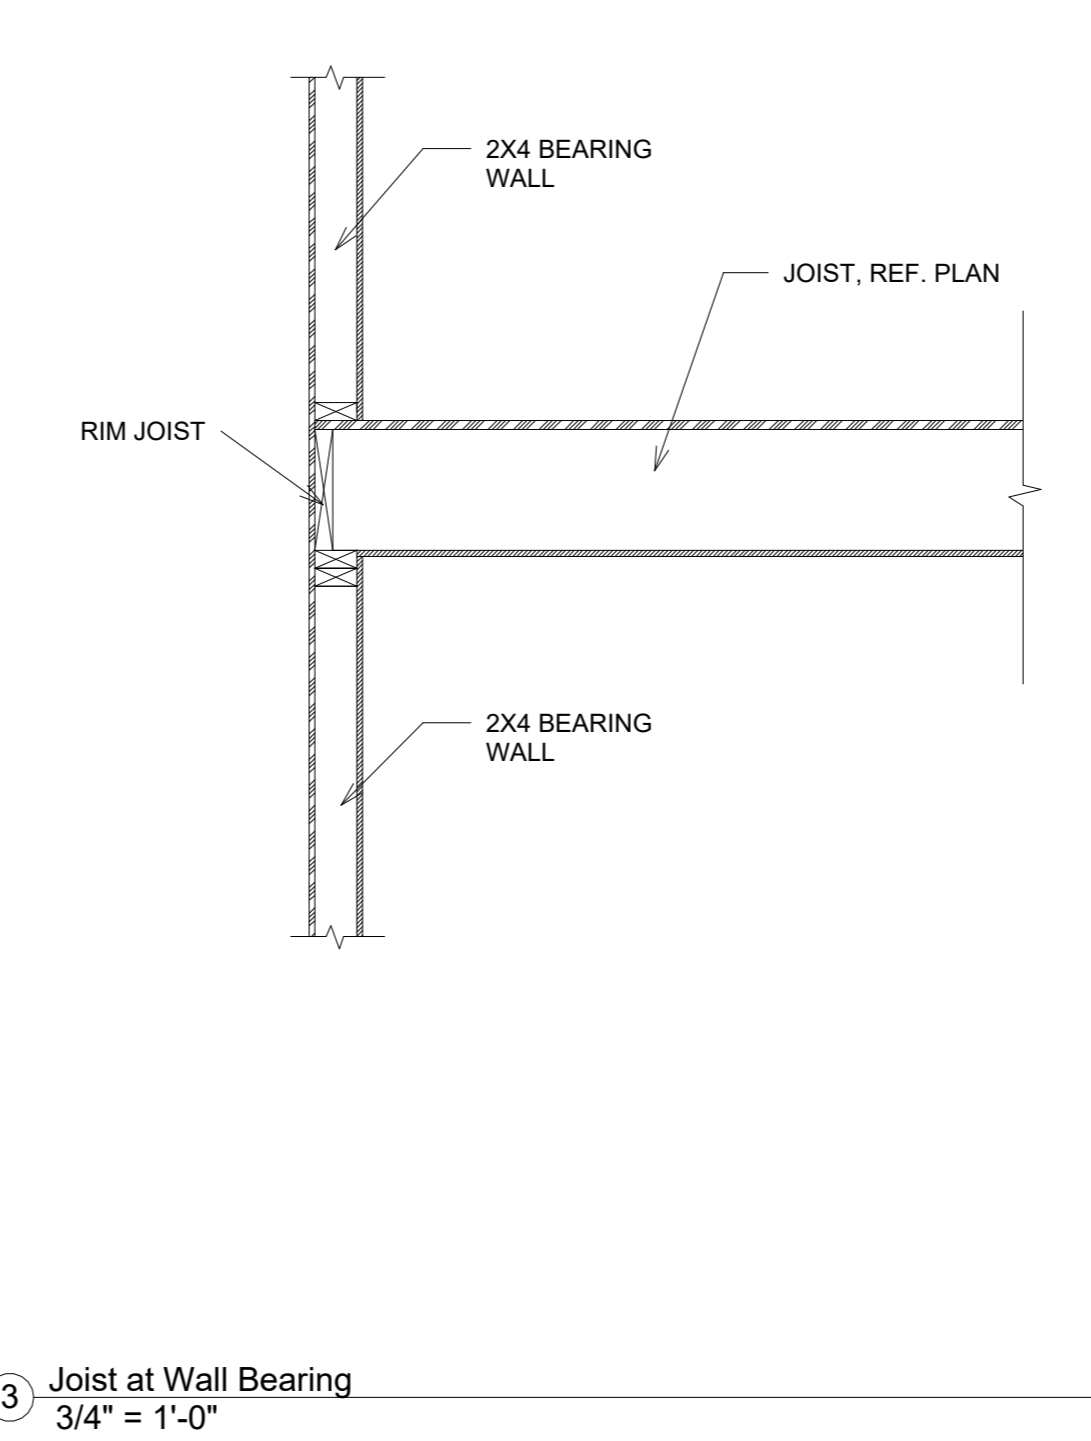 2X4 BEARING
WALL
JOIST, REF. PLAN
RIM JOIST
2X4 BEARING
WALL
3
Joist at Wall Bearing
3/4" = 1'-0"